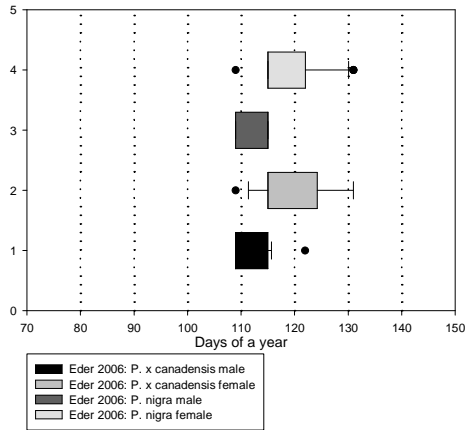 5
4
3
2
1
0
70 80 90 100 110 120 130 140 150
Days of a year
Eder 2006: P. x canadensis male
Eder 2006: P. x canadensis female
Eder 2006: P. nigra male
Eder 2006: P. nigra female